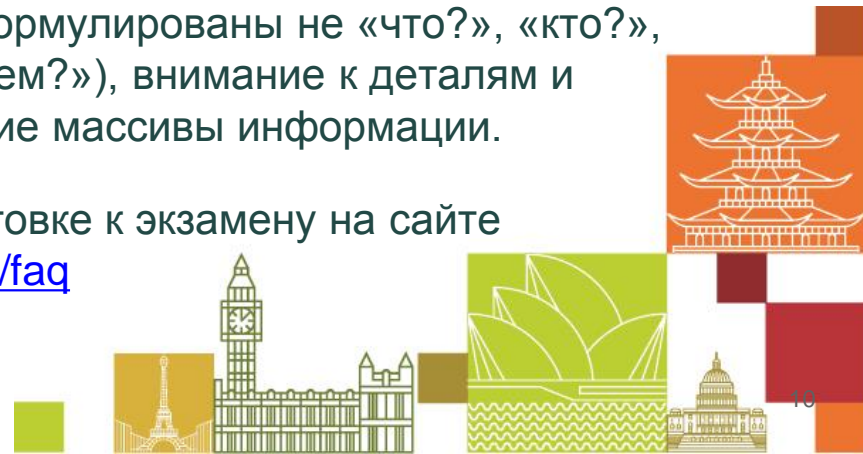 ормулированы не «что?», «кто?»,
ем?»), внимание к деталям и
ие массивы информации.
товке к экзамену на сайте
/faq
10